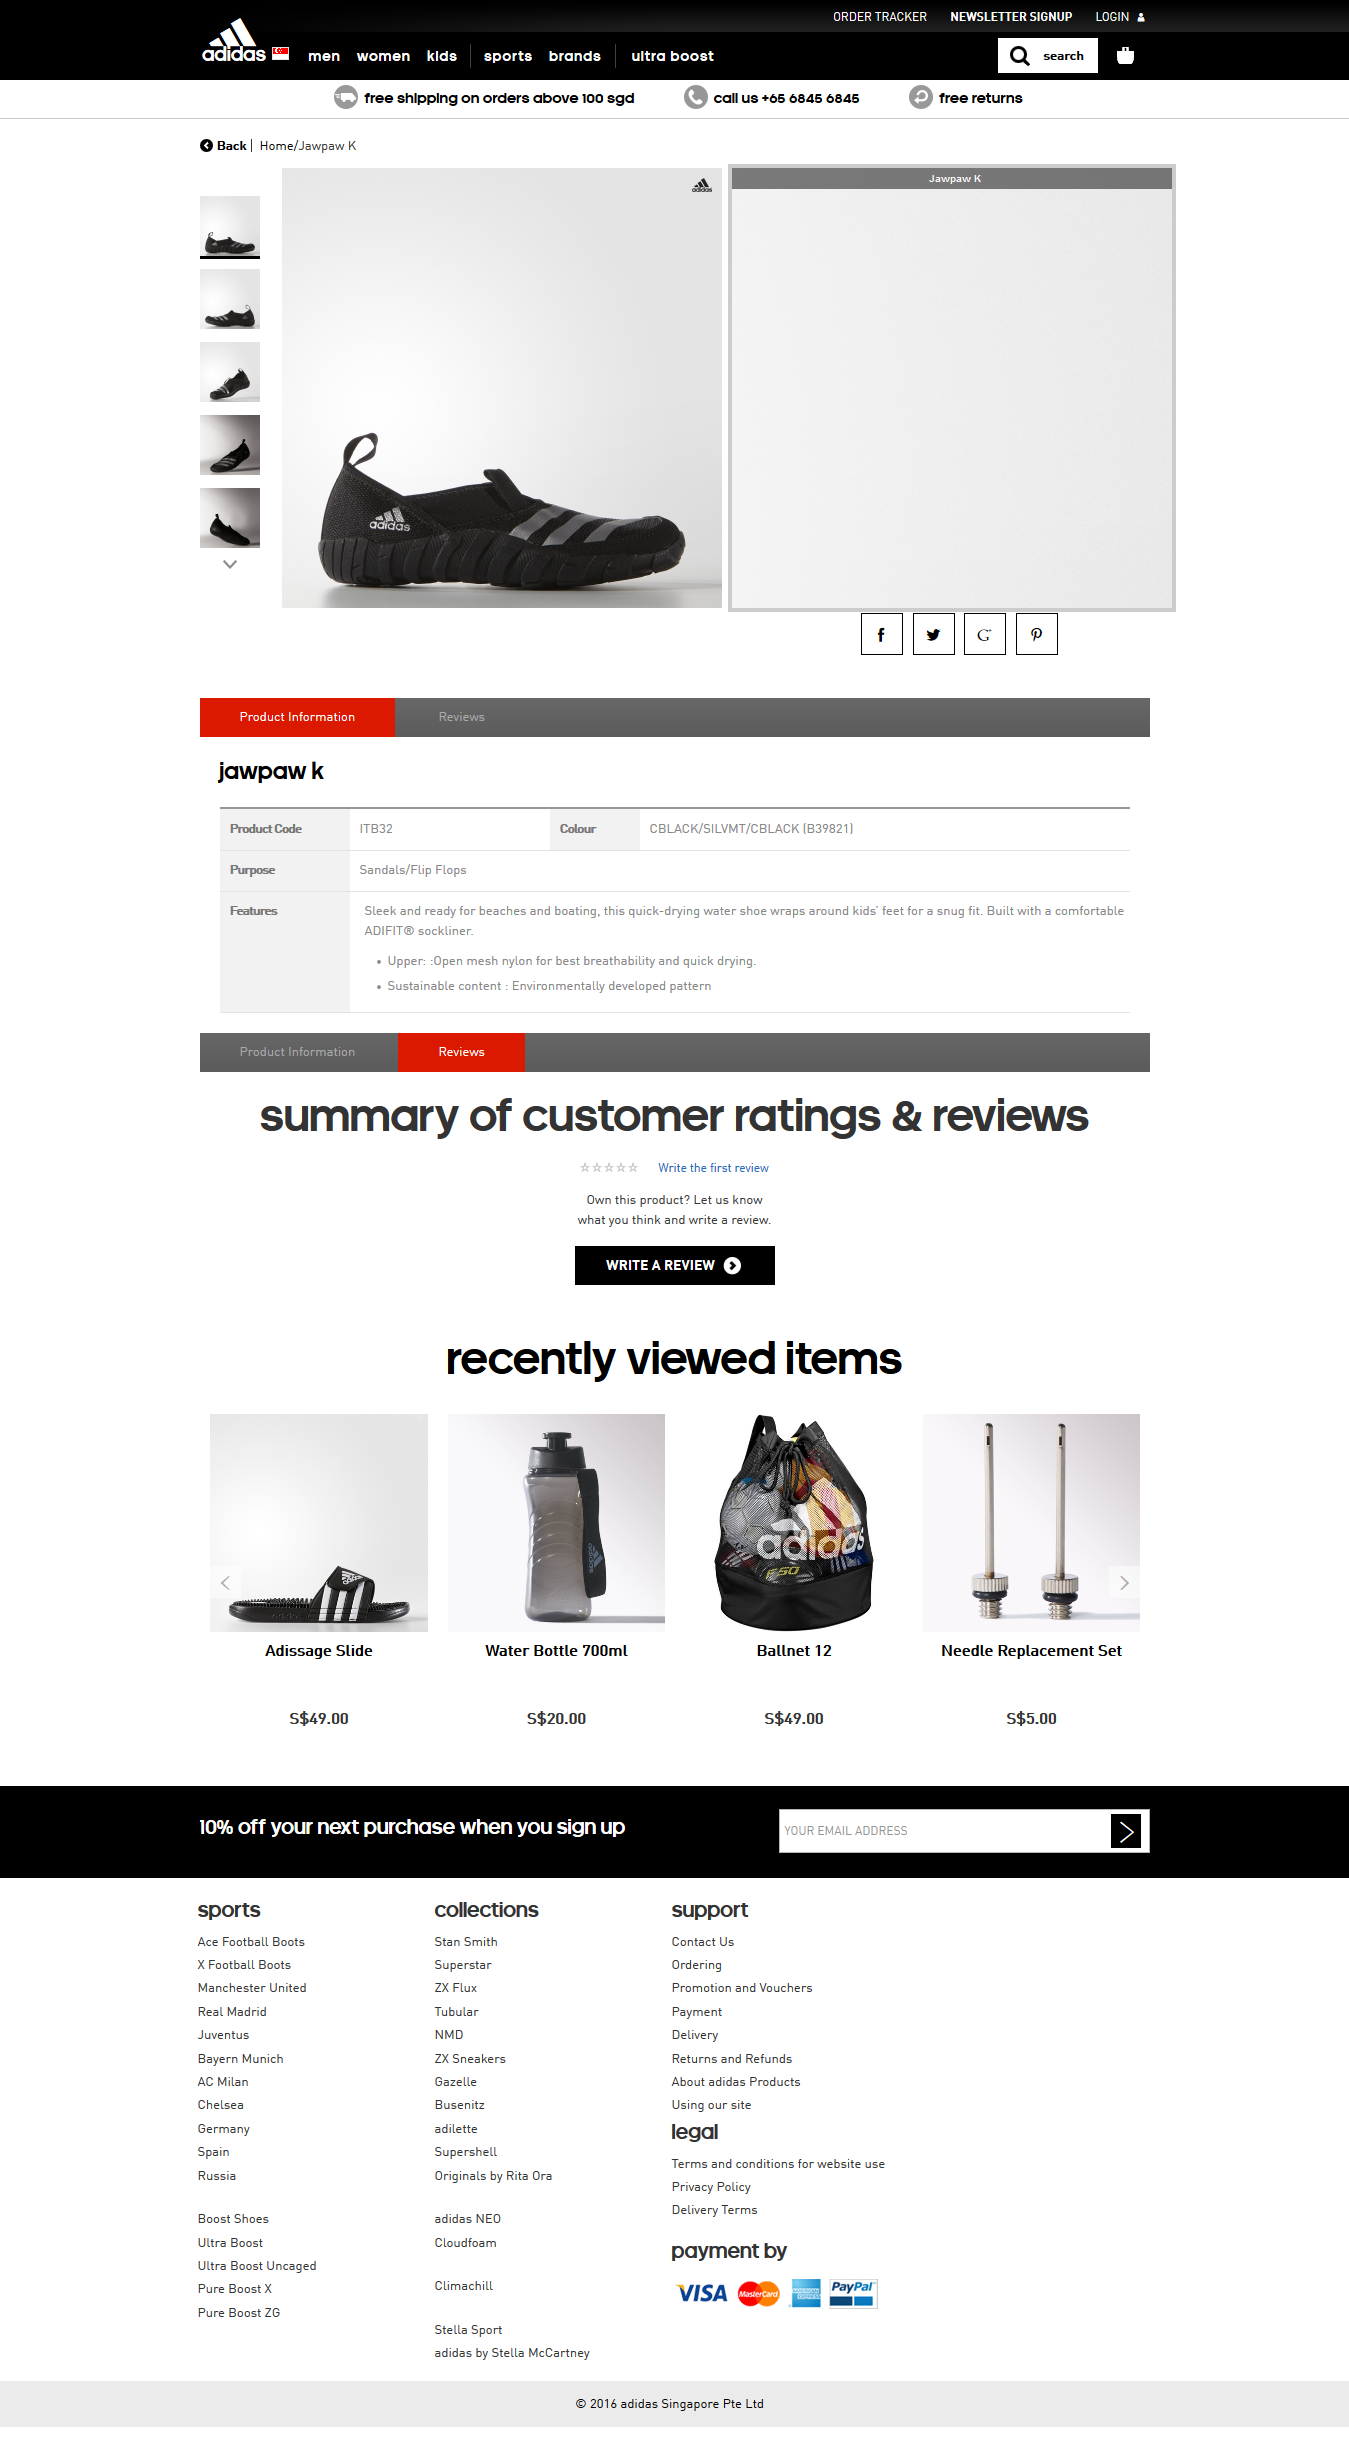 ORDER TRACKER NEWSLETTER SIGNUP LOGIN
adidas men women kids sports brands ultra boost search
free shipping on orders above 100 sgd call us +65 6845 6845 free returns
Back | Home/Jawpaw K
adidas
Jawpaw K
adidas
Product Information Reviews
jawpaw k
Product Code ITB32 Colour CBLACK/SILVMT/CBLACK (B39821)
Purpose Sandals/Flip Flops
Features Sleek and ready for beaches and boating, this quick-drying water shoe wraps around kids' feet for a snug fit. Built with a comfortable
ADIFIT® sockliner.
• Upper: :Open mesh nylon for best breathability and quick drying.
• Sustainable content : Environmentally developed pattern
Product Information Reviews
summary of customer ratings & reviews
Write the first review
Own this product? Let us know
what you think and write a review.
WRITE A REVIEW
recently viewed items
adidas
adidas
adidas
F50
Adissage Slide Water Bottle 700ml Ballnet 12 Needle Replacement Set
S$49.00 S$20.00 S$49.00 S$5.00
10% off your next purchase when you sign up YOUR EMAIL ADDRESS
sports
Ace Football Boots
X Football Boots
Manchester United
Real Madrid
Juventus
Bayern Munich
AC Milan
Chelsea
Germany
Spain
Russia
Boost Shoes
Ultra Boost
Ultra Boost Uncaged
Pure Boost X
Pure Boost ZG
collections
Stan Smith
Superstar
ZX Flux
Tubular
NMD
ZX Sneakers
Gazelle
Busenitz
adilette
Supershell
Originals by Rita Ora
adidas NEO
Cloudfoam
Climachill
Stella Sport
adidas by Stella McCartney
support
Contact Us
Ordering
Promotion and Vouchers
Payment
Delivery
Returns and Refunds
About adidas Products
Using our site
legal
Terms and conditions for website use
Privacy Policy
Delivery Terms
payment by
VISA MasterCard AMERICAN EXPRESS PayPal
© 2016 adidas Singapore Pte Ltd